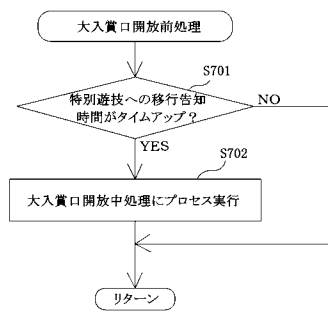 大入賞口開放前処理
S701
特別遊技への移行告知
時間がタイムアップ？
NO
YES
S702
大入賞口開放中処理にプロセス実行
リターン